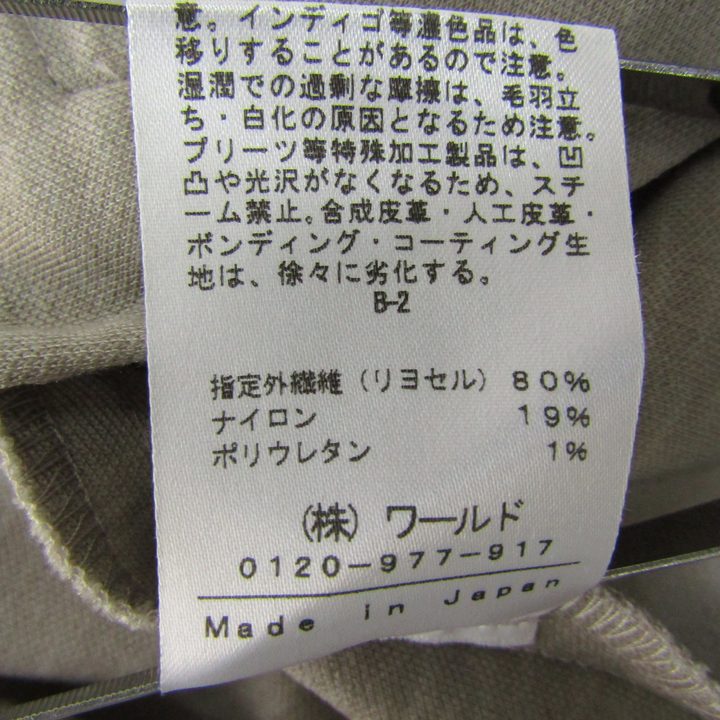 意。インディゴ等濃色品は、色
移りすることがあるので注意。
湿潤での過剰な摩擦は、毛羽立
ち・白化の原因となるため注意。
プリーツ等特殊加工製品は、凹
凸や光沢がなくなるため、スチ
ーム禁止。合成皮革・人工皮革・
ボンディング・コーティング生
地は、徐々に劣化する。
B-2
指定外繊維（リヨセル）80%
ナイロン 19%
ポリウレタン 1%
（株）ワールド
0120-977-917
Made in Japan